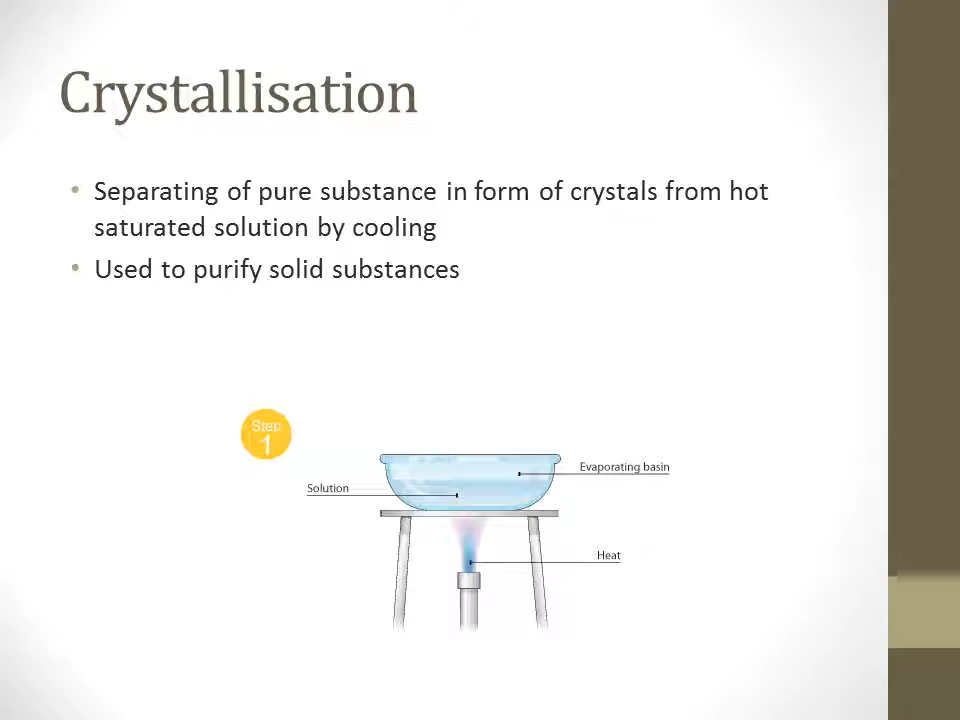 Crystallisation
• Separating of pure substance in form of crystals from hot
saturated solution by cooling
• Used to purify solid substances
Step
1
Evaporating basin
Solution
Heat